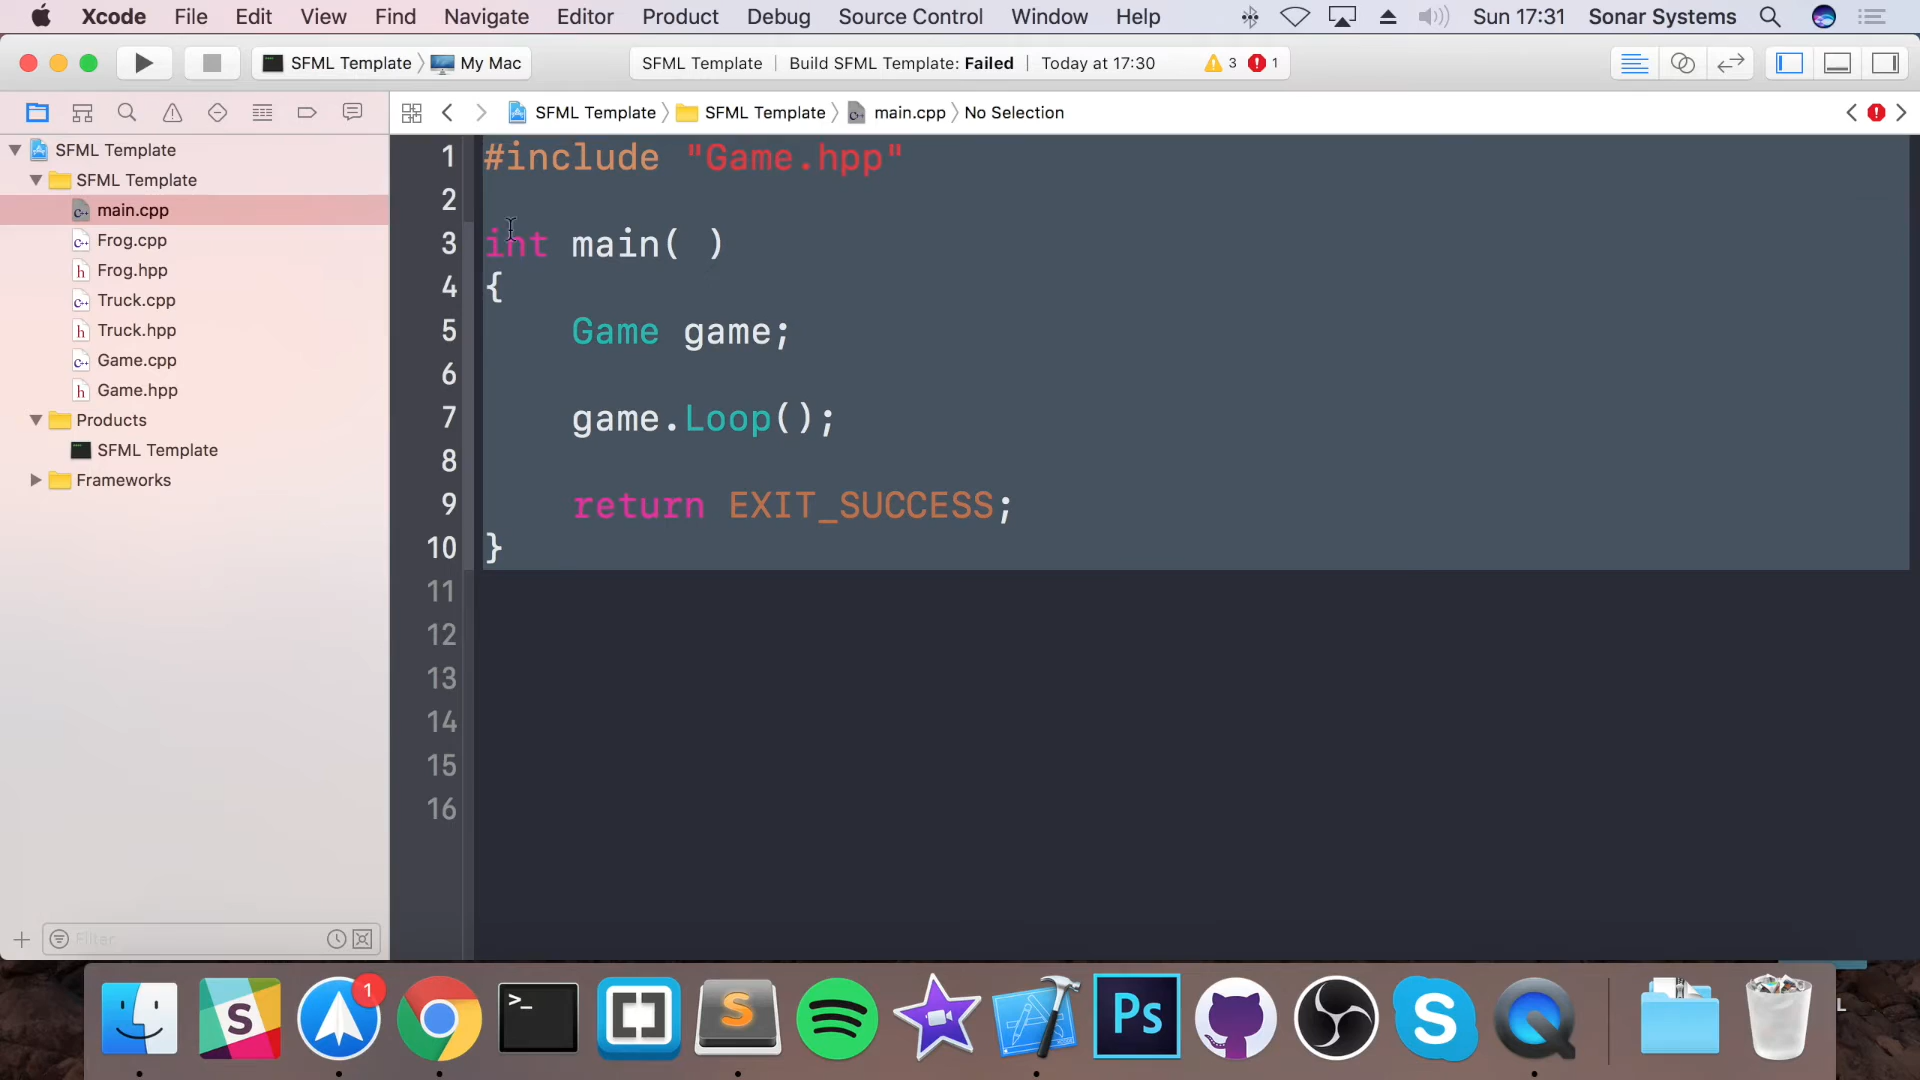 Xcode File Edit View Find Navigate Editor Product Debug Source Control Window Help Sun 17:31 Sonar Systems
SFML Template My Mac SFML Template Build SFML Template: Failed Today at 17:30 3 1
SFML Template SFML Template main.cpp No Selection
SFML Template
SFML Template
main.cpp
Frog.cpp
Frog.hpp
Truck.cpp
Truck.hpp
Game.cpp
Game.hpp
Products
SFML Template
Frameworks
Filter
1 #include "Game.hpp"
2
3 int main( )
4 {
5 Game game;
6
7 game.Loop();
8
9 return EXIT_SUCCESS;
10 }
11
12
13
14
15
16
1
S
>_
S
Ps
S